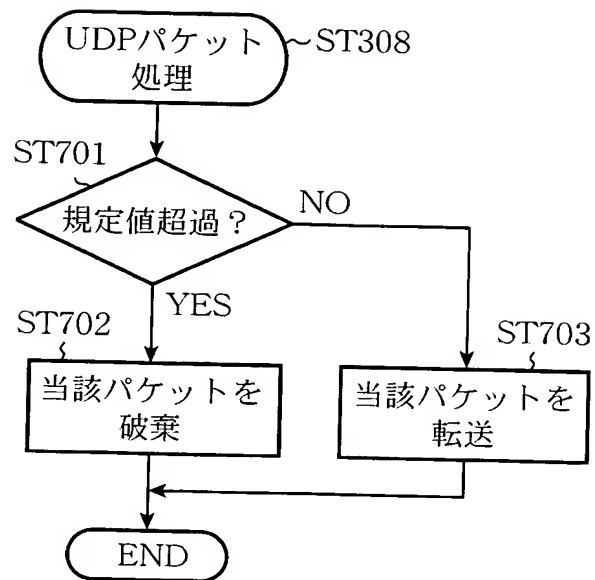 UDPパケット
処理
ST308
ST701
規定値超過？
NO
YES
ST702
当該パケットを
破棄
ST703
当該パケットを
転送
END